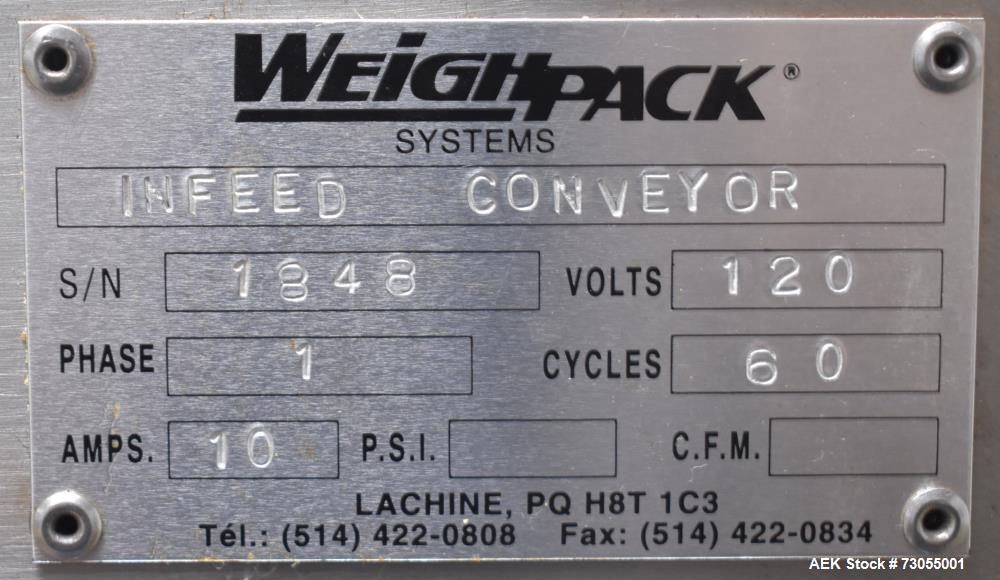 WEIGHPACK®
SYSTEMS
INFEED CONVEYOR
S/N 1848 VOLTS 120
PHASE 1 CYCLES 60
AMPS. 10 P.S.I. C.F.M.
LACHINE, PQ H8T 1C3
Tél.: (514) 422-0808 Fax: (514) 422-0834
AEK Stock # 73055001